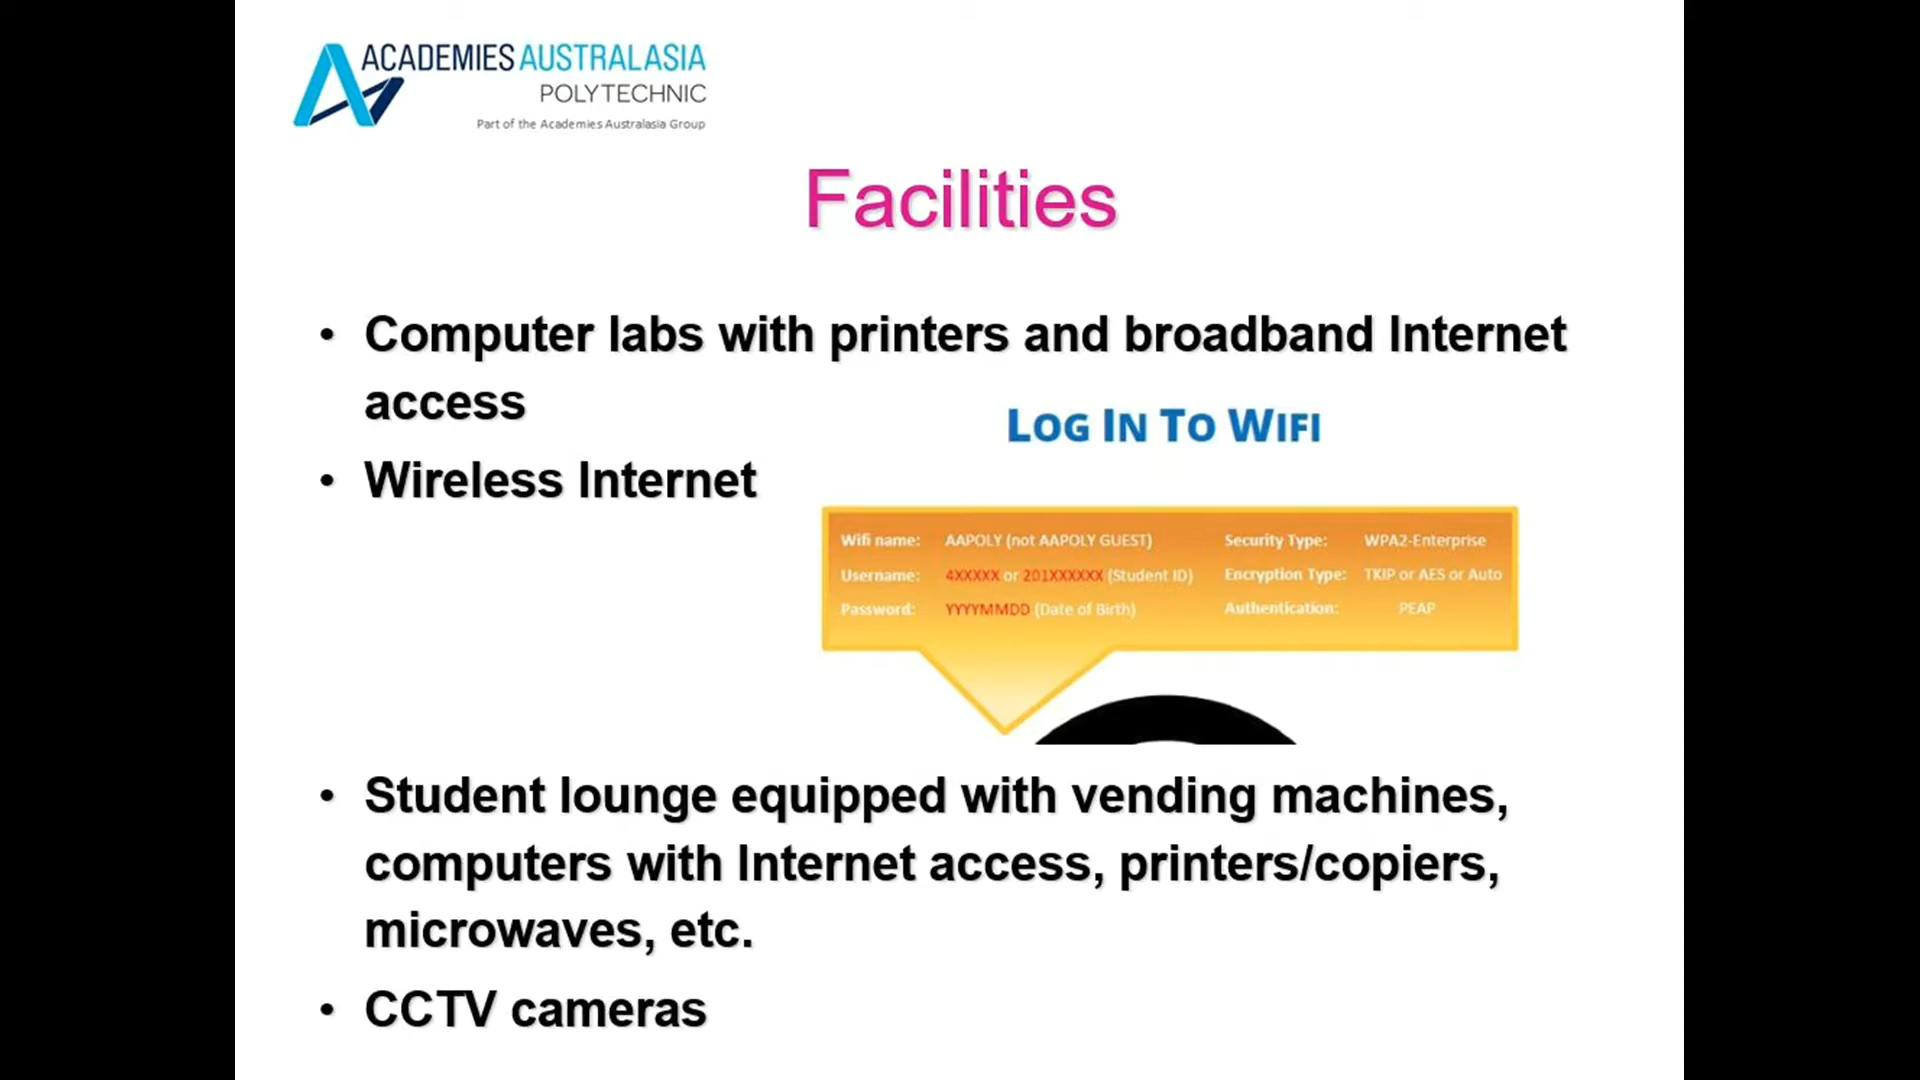 ACADEMIES AUSTRALASIA
POLYTECHNIC
Part of the Academies Australasia Group
Facilities
• Computer labs with printers and broadband Internet
access
LOG IN TO WIFI
• Wireless Internet
Wifi name: AAPOLY (not AAPOLY GUEST) Security Type: WPA2-Enterprise
Username: 4XXXXX or 201XXXXXX (Student ID) Encryption Type: TKIP or AES or Auto
Password: YYYYMMDD (Date of Birth) Authentication: PEAP
• Student lounge equipped with vending machines,
computers with Internet access, printers/copiers,
microwaves, etc.
• CCTV cameras